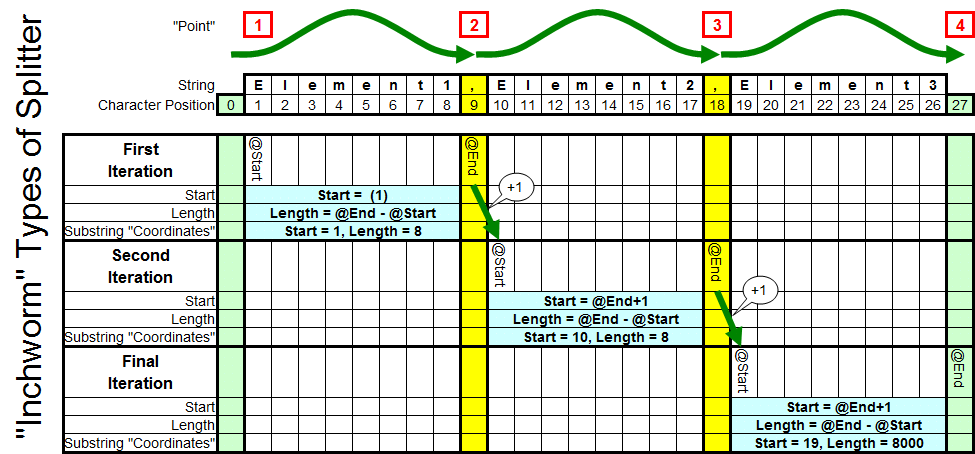 "Inchworm" Types of Splitter
"Point" 1 2 3 4
String E l e m e n t 1 , E l e m e n t 2 , E l e m e n t 3
Character Position 0 1 2 3 4 5 6 7 8 9 10 11 12 13 14 15 16 17 18 19 20 21 22 23 24 25 26 27
First
Iteration
@Start @End
+1
Start Start = (1)
Length Length = @End - @Start
Substring "Coordinates" Start = 1, Length = 8
Second
Iteration
@Start @End
+1
Start Start = @End+1
Length Length = @End - @Start
Substring "Coordinates" Start = 10, Length = 8
Final
Iteration
@Start @End
Start Start = @End+1
Length Length = @End - @Start
Substring "Coordinates" Start = 19, Length = 8000